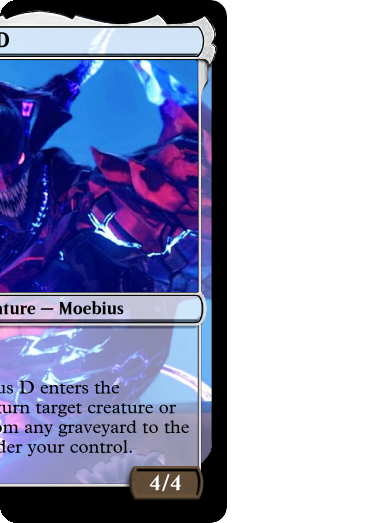 D
ature — Moebius
us D enters the
turn target creature or
om any graveyard to the
der your control.
4/4